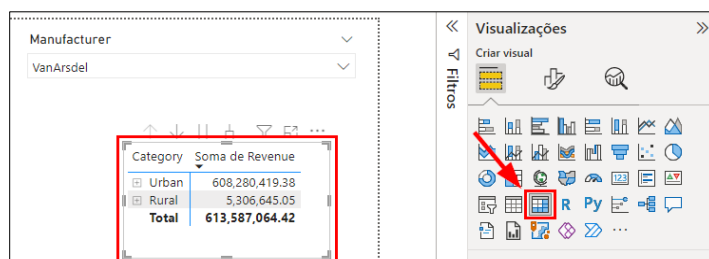 Manufacturer
VanArsdel
Category Soma de Revenue
Urban 608,280,419.38
Rural 5,306,645.05
Total 613,587,064.42
Filtros
Visualizações
Criar visual
123
R Py
...